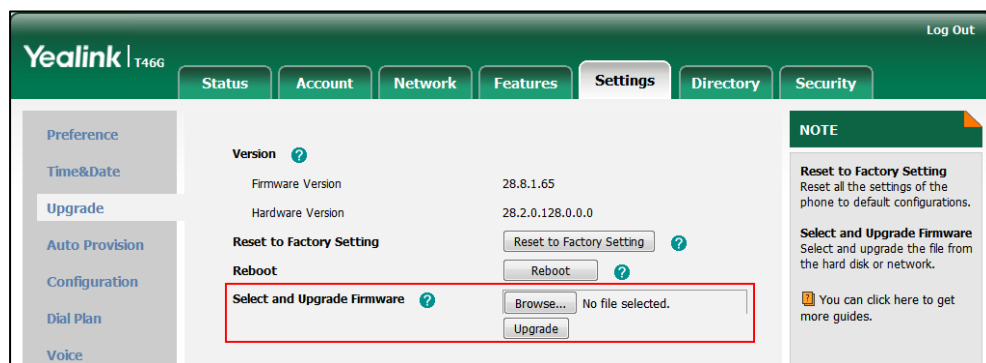 Log Out
Yealink | T46G
Status Account Network Features Settings Directory Security
Preference
Time&Date
Upgrade
Auto Provision
Configuration
Dial Plan
Voice
Version ?
Firmware Version 28.8.1.65
Hardware Version 28.2.0.128.0.0.0
Reset to Factory Setting Reset to Factory Setting ?
Reboot Reboot ?
Select and Upgrade Firmware ? Browse... No file selected.
Upgrade
NOTE
Reset to Factory Setting
Reset all the settings of the
phone to default configurations.
Select and Upgrade Firmware
Select and upgrade the file from
the hard disk or network.
? You can click here to get
more guides.